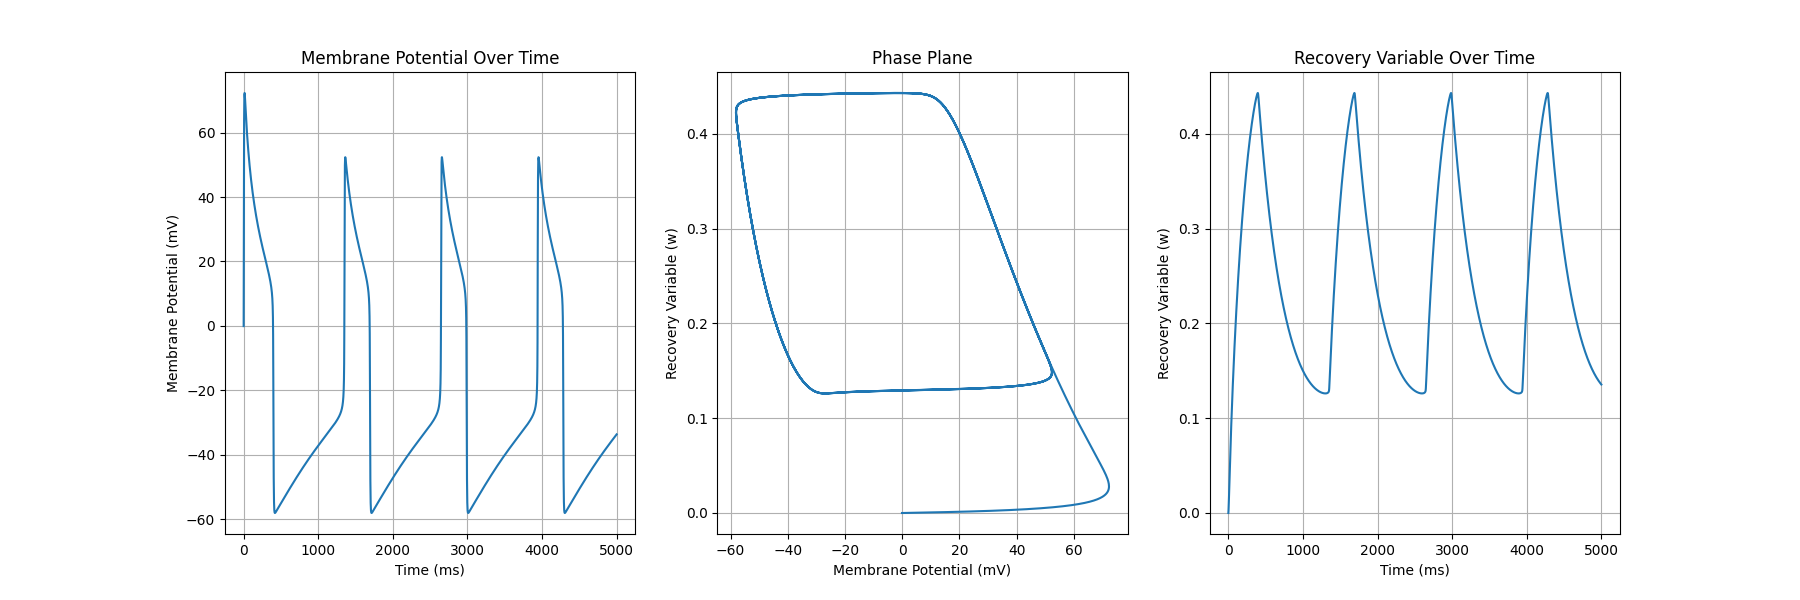 Membrane Potential Over Time
Membrane Potential (mV)
60
40
20
0
−20
−40
−60
0 1000 2000 3000 4000 5000
Time (ms)
Phase Plane
Recovery Variable (w)
0.4
0.3
0.2
0.1
0.0
−60 −40 −20 0 20 40 60
Membrane Potential (mV)
Recovery Variable Over Time
Recovery Variable (w)
0.4
0.3
0.2
0.1
0.0
0 1000 2000 3000 4000 5000
Time (ms)